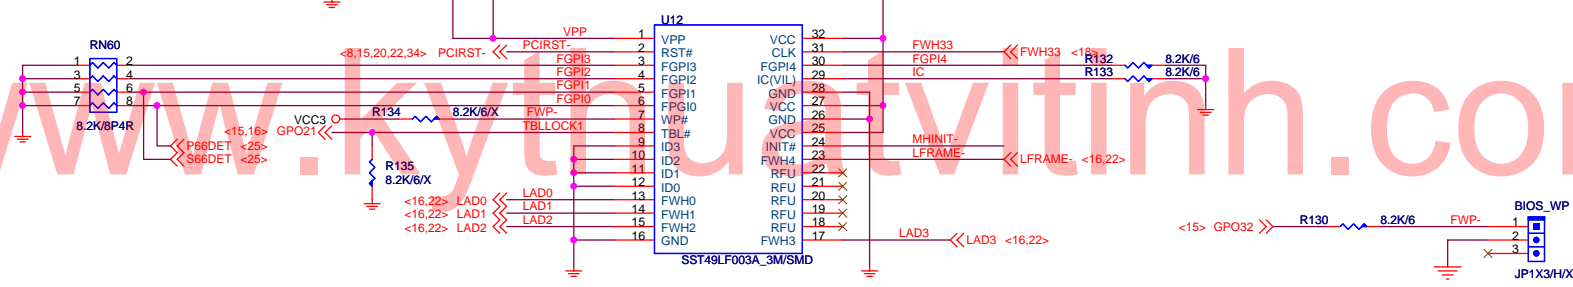 U12
VPP
1 VPP VCC 32
<8,15,20,22,34> PCIRST- PCIRST- 2 RST# CLK 31 FWH33 FWH33 <18>
RN60
1 2 FGPI3 3 FGPI3 FGPI4 30 FGPI4 R132 8.2K/6
3 4 FGPI2 4 FGPI2 IC(VIL) 29 IC R133 8.2K/6
5 6 FGPI1 5 FGPI1 GND 28
7 8 FGPI0 6 FPGI0 VCC 27
8.2K/8P4R
VCC3 R134 8.2K/6/X FWP- 7 WP# GND 26
<15,16> GPO21 TBLLOCK1 8 TBL# VCC 25
P66DET <25> 9 ID3 INIT# 24 MHINIT-
S66DET <25> 10 ID2 FWH4 23 LFRAME- LFRAME- <16,22>
R135 11 ID1 RFU 22
8.2K/6/X 12 ID0 RFU 21
<16,22> LAD0 LAD0 13 FWH0 RFU 20
<16,22> LAD1 LAD1 14 FWH1 RFU 19
<16,22> LAD2 LAD2 15 FWH2 RFU 18
16 GND FWH3 17 LAD3 LAD3 <16,22>
SST49LF003A_3M/SMD
BIOS_WP
<15> GPO32 R130 8.2K/6 FWP- 1
2
3
JP1X3/H/X
www.kythuatvitinh.co